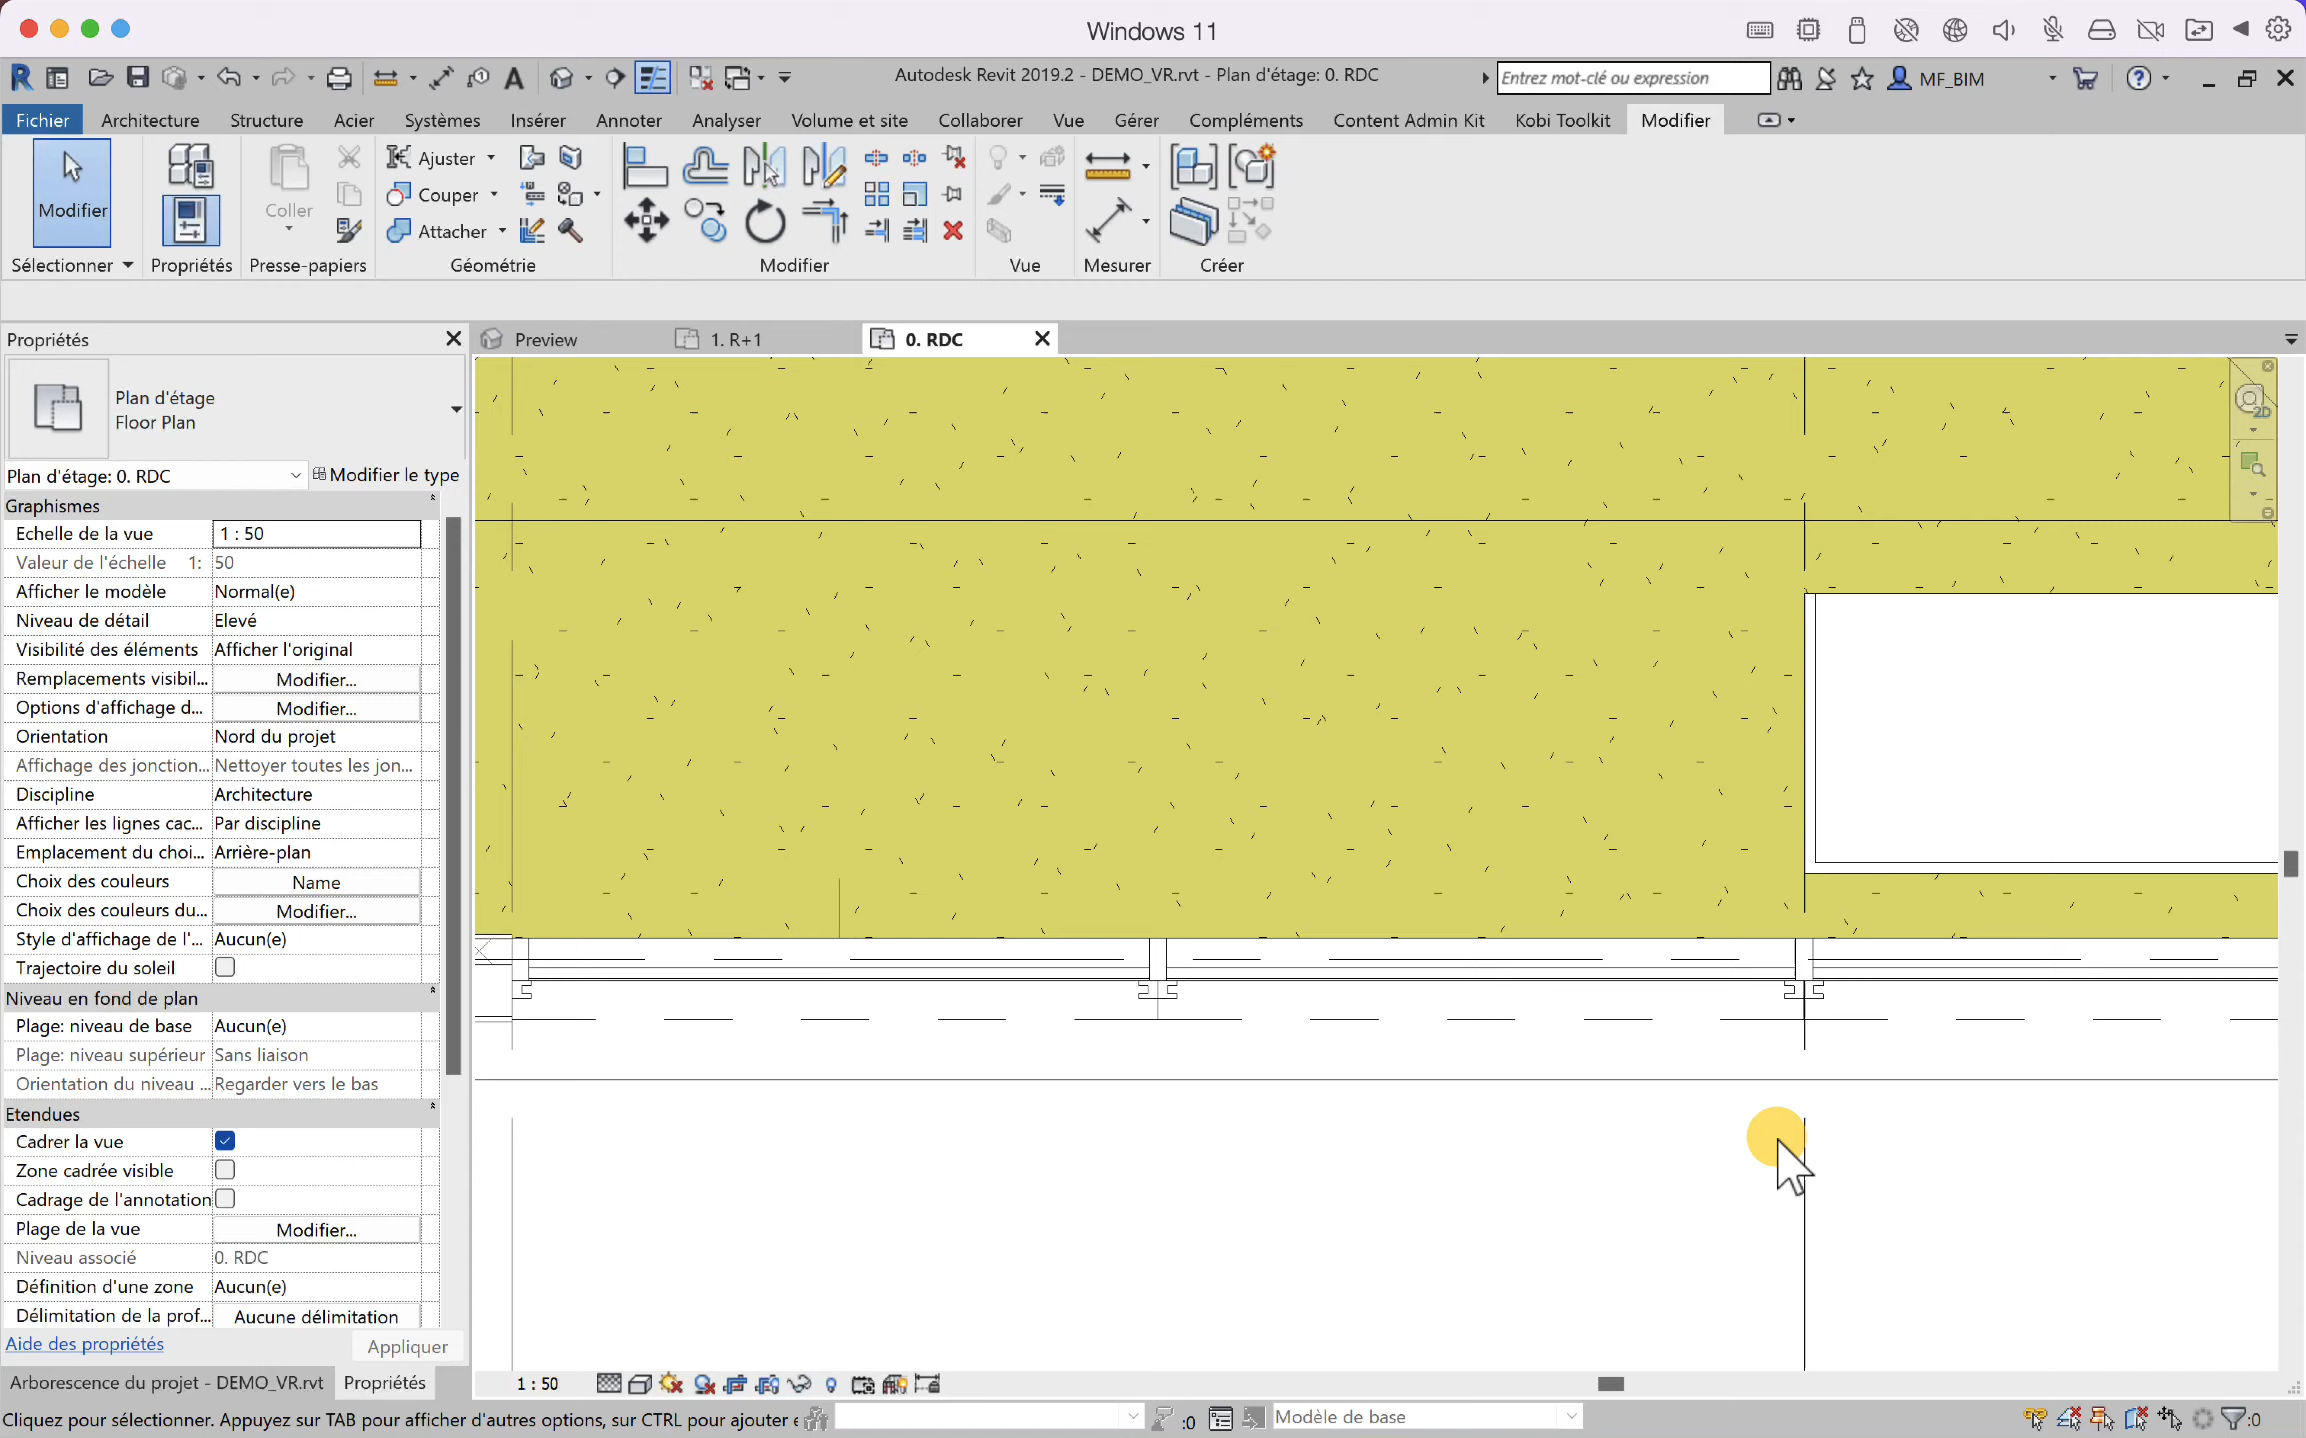 Windows 11
Autodesk Revit 2019.2 - DEMO_VR.rvt - Plan d'étage: 0. RDC
Entrez mot-clé ou expression
MF_BIM
Fichier Architecture Structure Acier Systèmes Insérer Annoter Analyser Volume et site Collaborer Vue Gérer Compléments Content Admin Kit Kobi Toolkit Modifier
Modifier
Coller
Ajuster
Couper
Attacher
Sélectionner Propriétés Presse-papiers Géométrie Modifier Vue Mesurer Créer
Propriétés
Preview
1. R+1
0. RDC
Plan d'étage
Floor Plan
Plan d'étage: 0. RDC
Modifier le type
Graphismes
Echelle de la vue 1 : 50
Valeur de l'échelle 1: 50
Afficher le modèle Normal(e)
Niveau de détail Elevé
Visibilité des éléments Afficher l'original
Remplacements visibil... Modifier...
Options d'affichage d... Modifier...
Orientation Nord du projet
Affichage des jonction... Nettoyer toutes les jon...
Discipline Architecture
Afficher les lignes cac... Par discipline
Emplacement du choi... Arrière-plan
Choix des couleurs Name
Choix des couleurs du... Modifier...
Style d'affichage de l'... Aucun(e)
Trajectoire du soleil
Niveau en fond de plan
Plage: niveau de base Aucun(e)
Plage: niveau supérieur Sans liaison
Orientation du niveau ... Regarder vers le bas
Etendues
Cadrer la vue
Zone cadrée visible
Cadrage de l'annotation
Plage de la vue Modifier...
Niveau associé 0. RDC
Définition d'une zone Aucun(e)
Délimitation de la prof... Aucune délimitation
Aide des propriétés
Appliquer
Arborescence du projet - DEMO_VR.rvt
Propriétés
2D
1 : 50
Cliquez pour sélectionner. Appuyez sur TAB pour afficher d'autres options, sur CTRL pour ajouter
:0
Modèle de base
:0